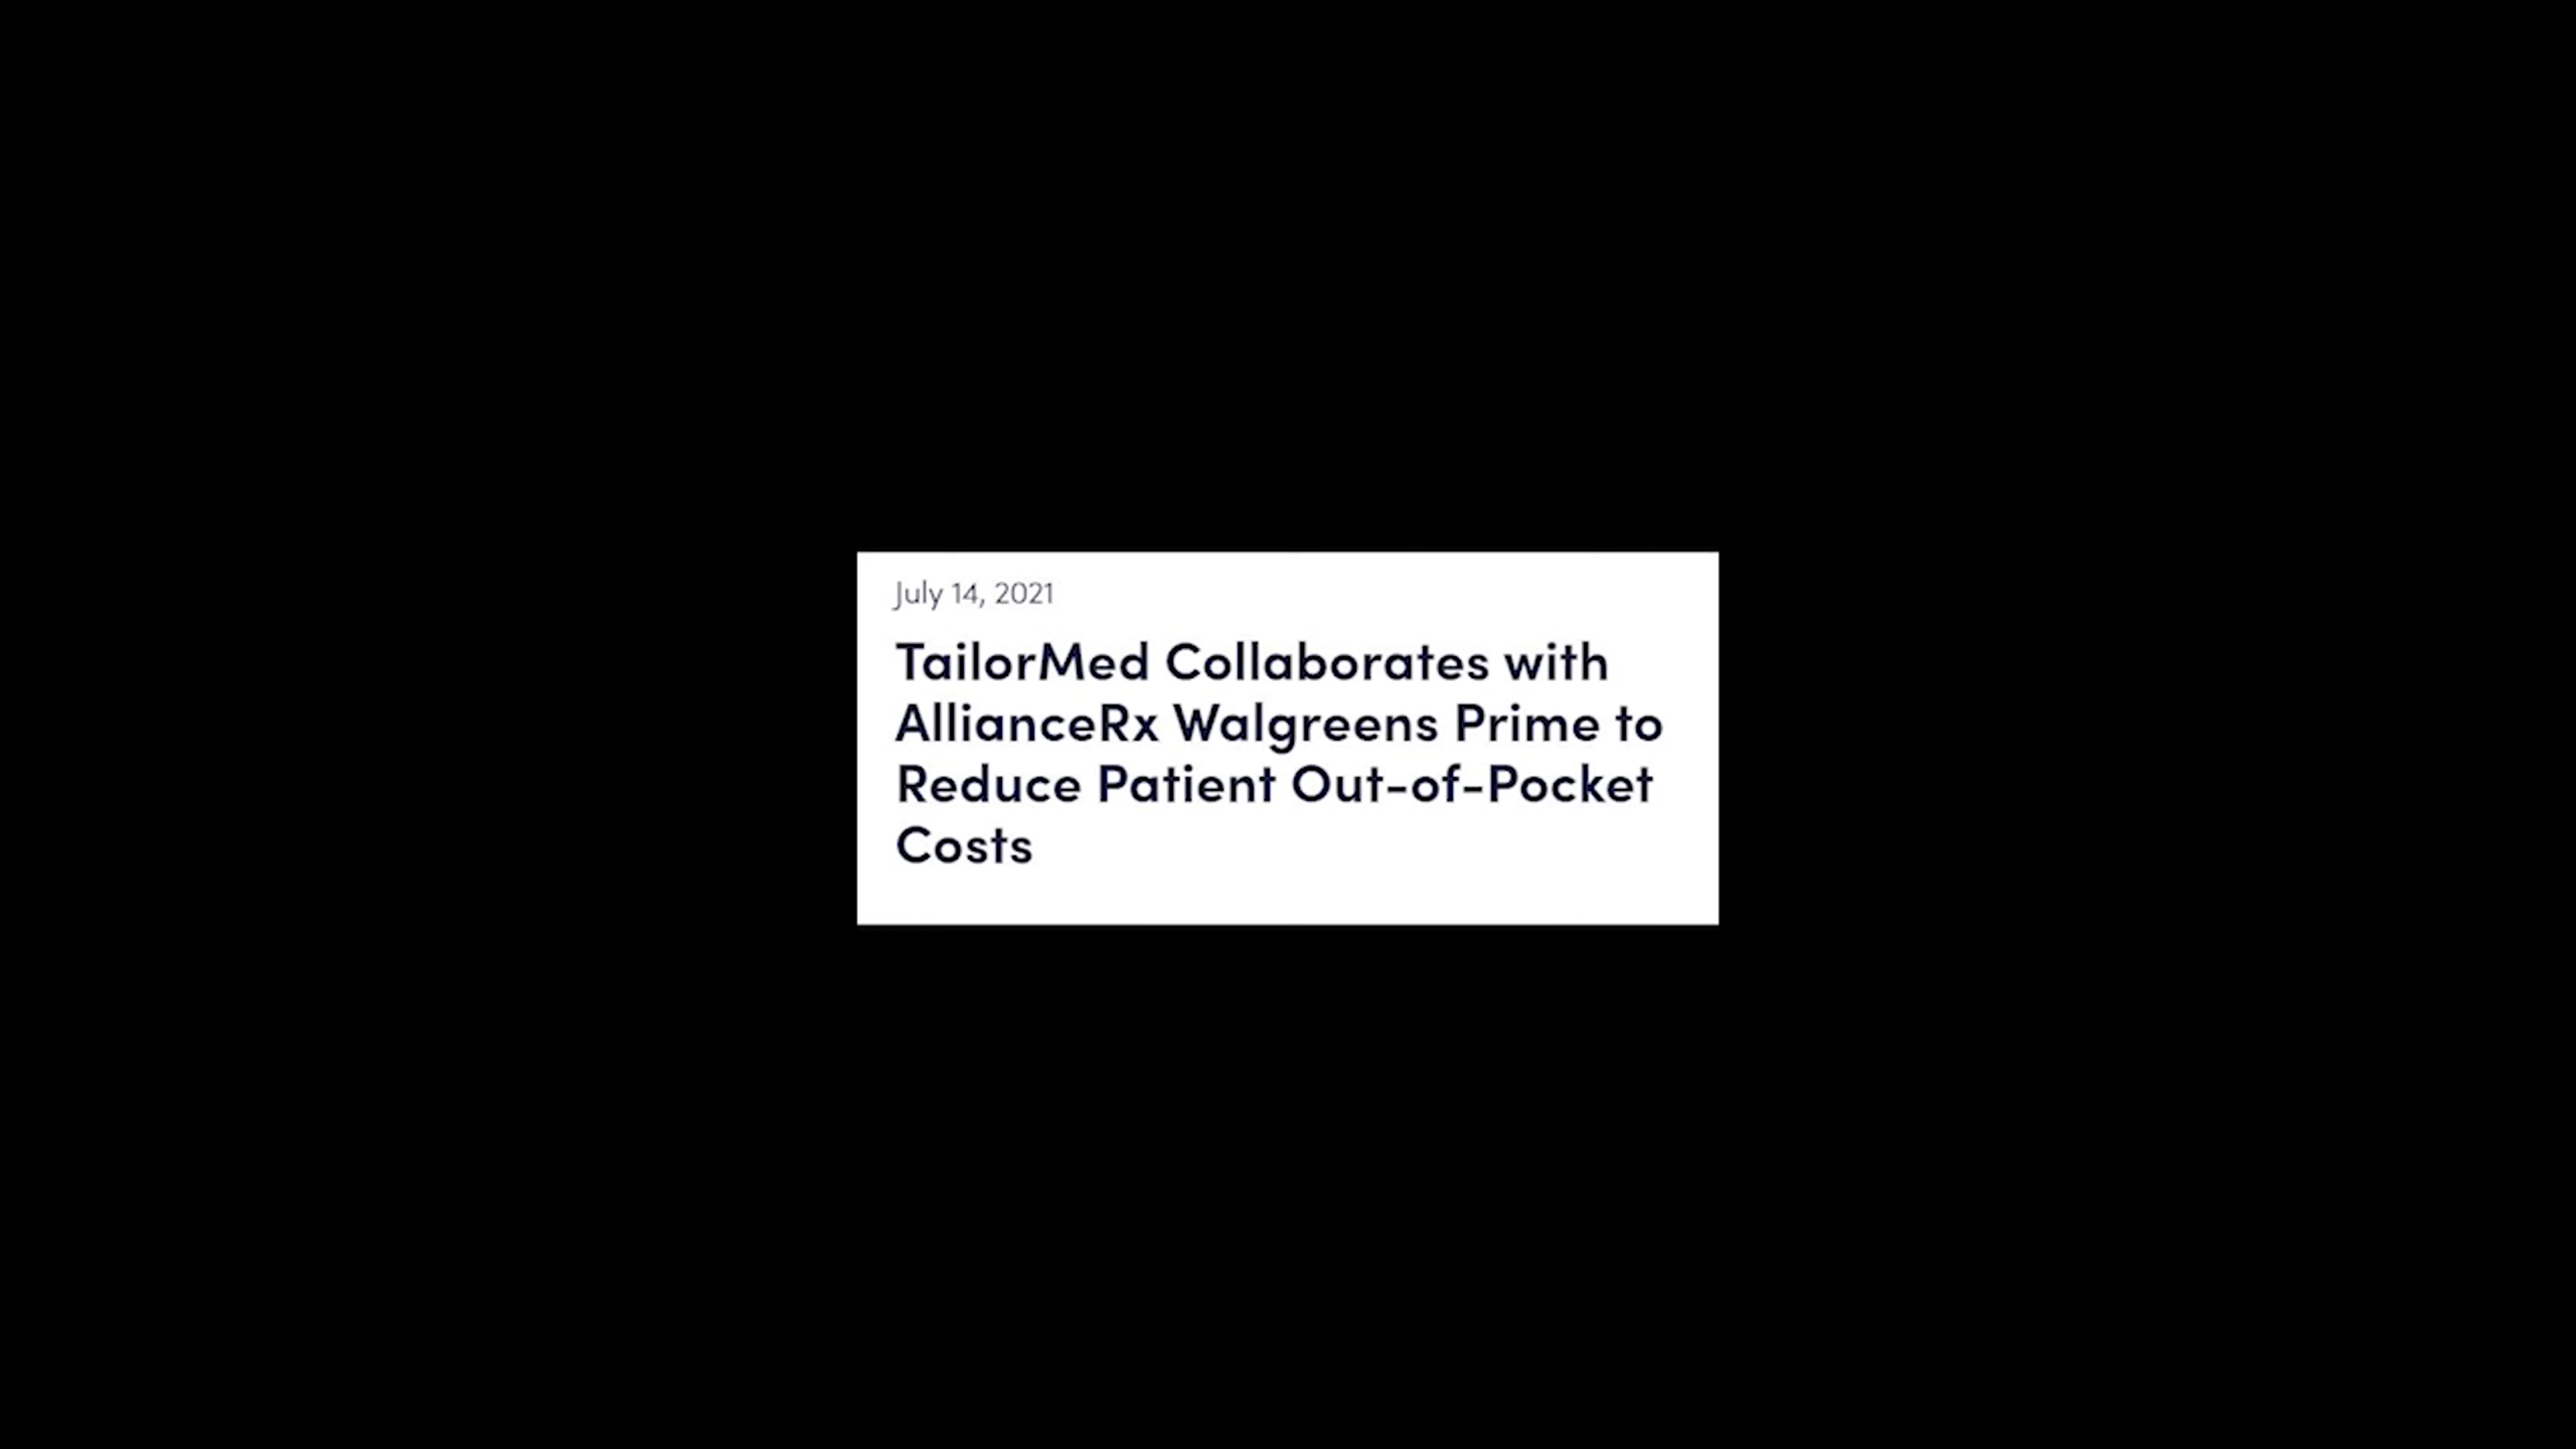 July 14, 2021
TailorMed Collaborates with
AllianceRx Walgreens Prime to
Reduce Patient Out-of-Pocket
Costs